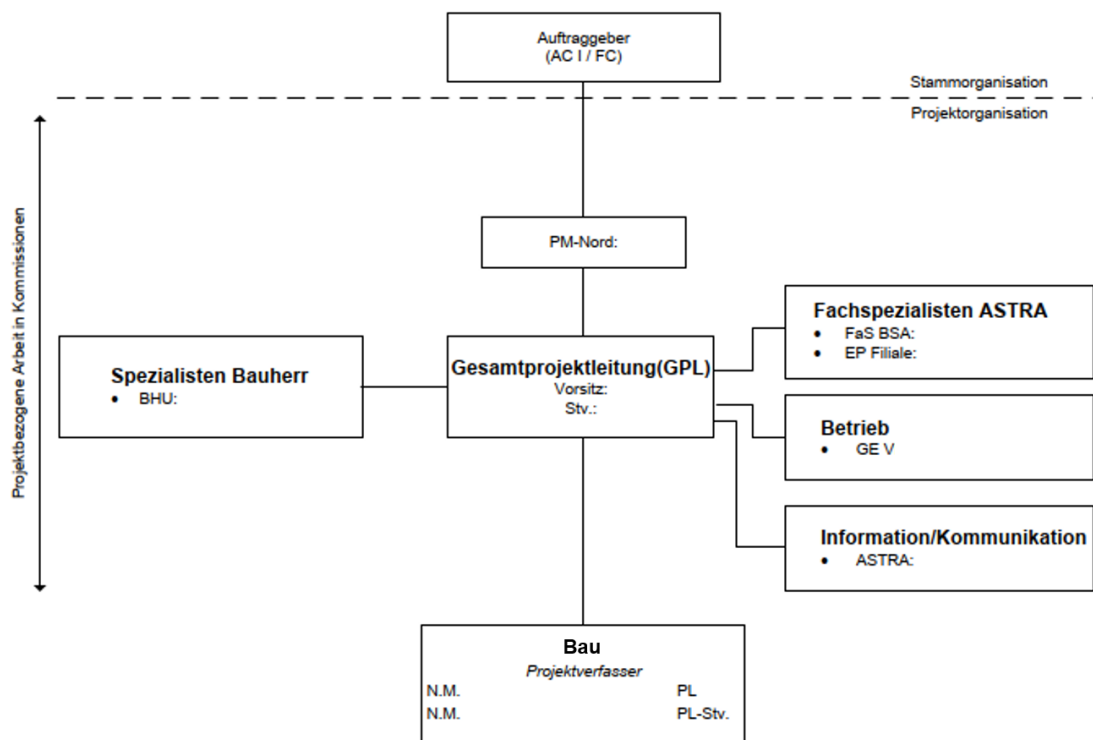 Auftraggeber
(AC I / FC)
Stammorganisation
Projektorganisation
Projektbezogene Arbeit in Kommissionen
PM-Nord:
Spezialisten Bauherr
• BHU:
Gesamtprojektleitung(GPL)
Vorsitz:
Stv.:
Fachspezialisten ASTRA
• FaS BSA:
• EP Filiale:
Betrieb
• GE V
Information/Kommunikation
• ASTRA:
Bau
Projektverfasser
N.M. PL
N.M. PL-Stv.